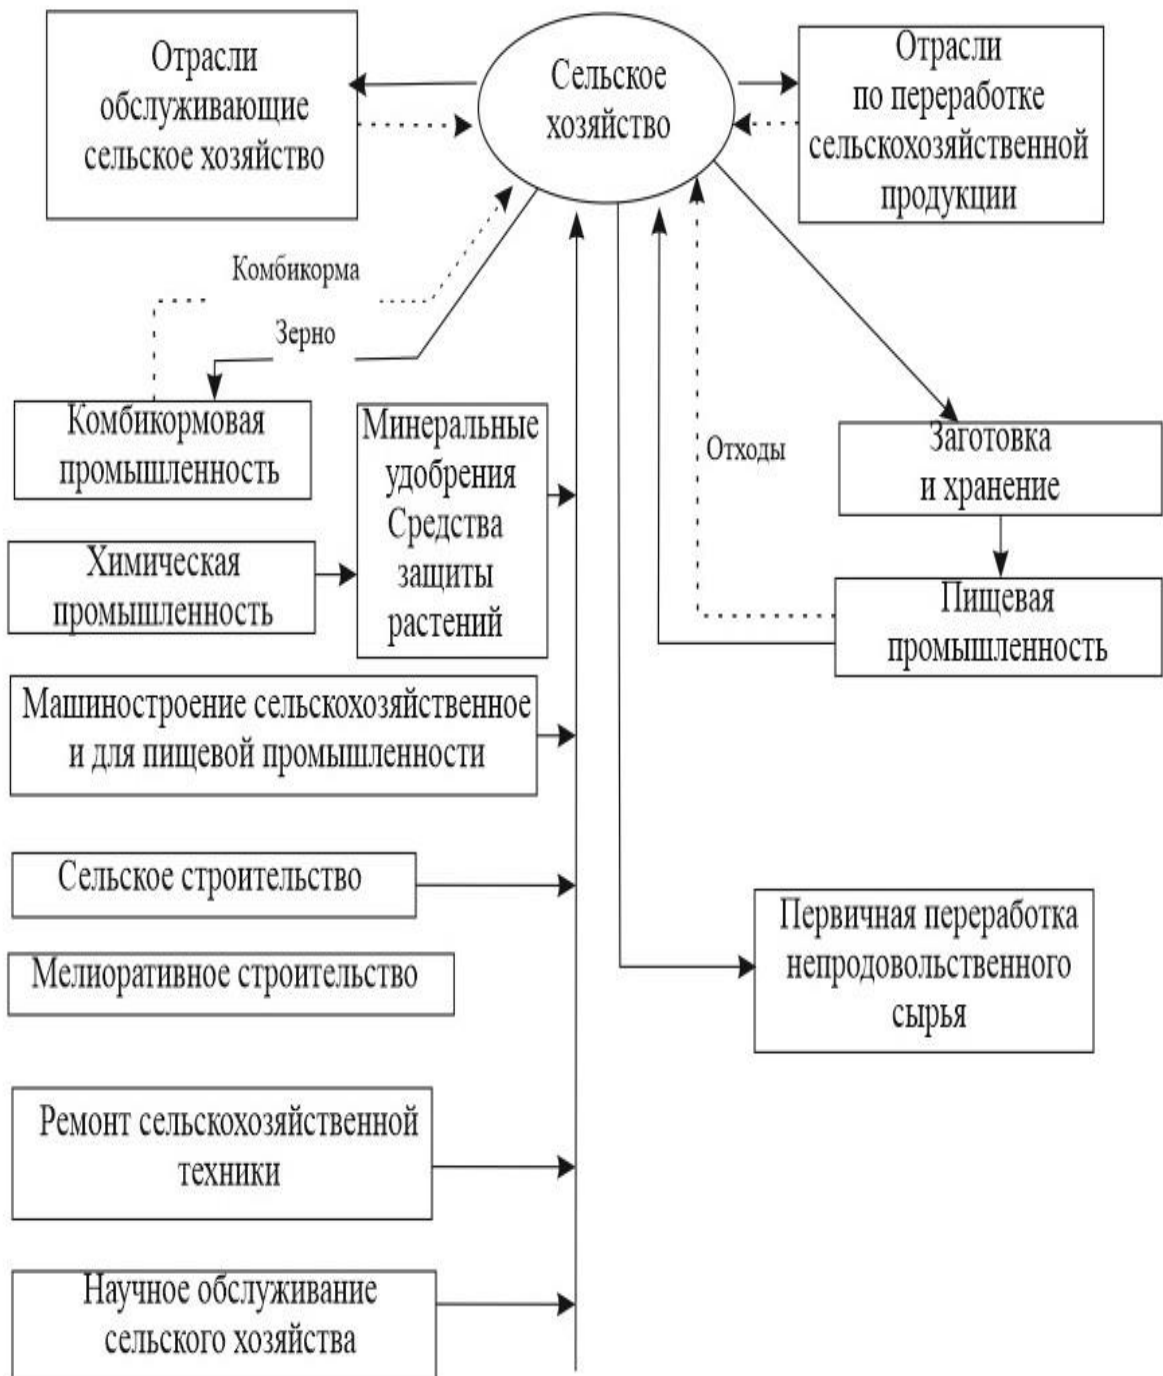 Отрасли
обслуживающие
сельское хозяйство
Сельское
хозяйство
Отрасли
по переработке
сельскохозяйственной
продукции
Комбикорма
Зерно
Комбикормовая
промышленность
Минеральные
удобрения
Средства
защиты
растений
Отходы
Заготовка
и хранение
Химическая
промышленность
Пищевая
промышленность
Машиностроение сельскохозяйственное
и для пищевой промышленности
Сельское строительство
Первичная переработка
непродовольственного
сырья
Мелиоративное строительство
Ремонт сельскохозяйственной
техники
Научное обслуживание
сельского хозяйства